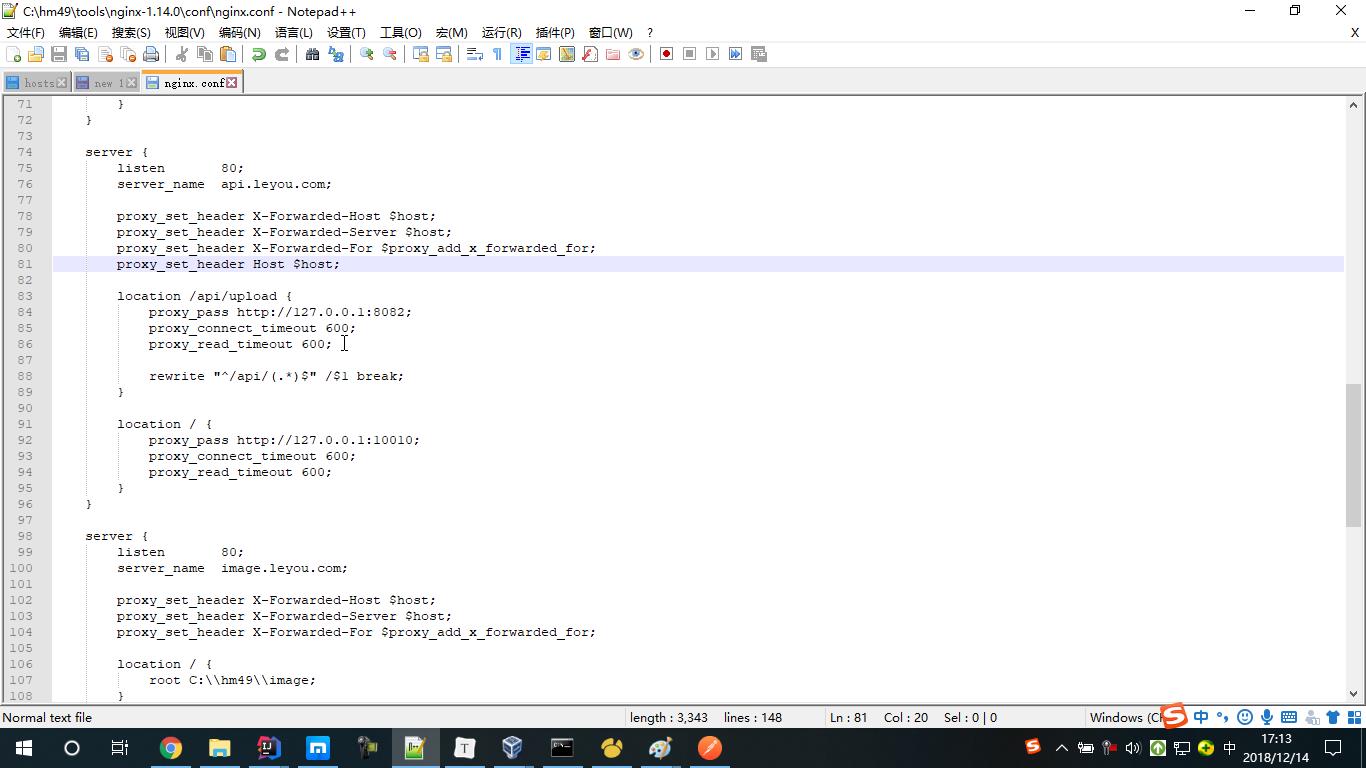 C:\hm49\tools\nginx-1.14.0\conf\nginx.conf - Notepad++
文件(F) 编辑(E) 搜索(S) 视图(V) 编码(N) 语言(L) 设置(T) 工具(O) 宏(M) 运行(R) 插件(P) 窗口(W) ? X
hosts new 1 nginx.conf
71 }
72 }
73
74 server {
75 listen 80;
76 server_name api.leyou.com;
77
78 proxy_set_header X-Forwarded-Host $host;
79 proxy_set_header X-Forwarded-Server $host;
80 proxy_set_header X-Forwarded-For $proxy_add_x_forwarded_for;
81 proxy_set_header Host $host;
82
83 location /api/upload {
84 proxy_pass http://127.0.0.1:8082;
85 proxy_connect_timeout 600;
86 proxy_read_timeout 600;
87
88 rewrite "^/api/(.*)$" /$1 break;
89 }
90
91 location / {
92 proxy_pass http://127.0.0.1:10010;
93 proxy_connect_timeout 600;
94 proxy_read_timeout 600;
95 }
96 }
97
98 server {
99 listen 80;
100 server_name image.leyou.com;
101
102 proxy_set_header X-Forwarded-Host $host;
103 proxy_set_header X-Forwarded-Server $host;
104 proxy_set_header X-Forwarded-For $proxy_add_x_forwarded_for;
105
106 location / {
107 root C:\\hm49\\image;
108 }
Normal text file length : 3,343 lines : 148 Ln : 81 Col : 20 Sel : 0 | 0 Windows (C 中
中 17:13
2018/12/14